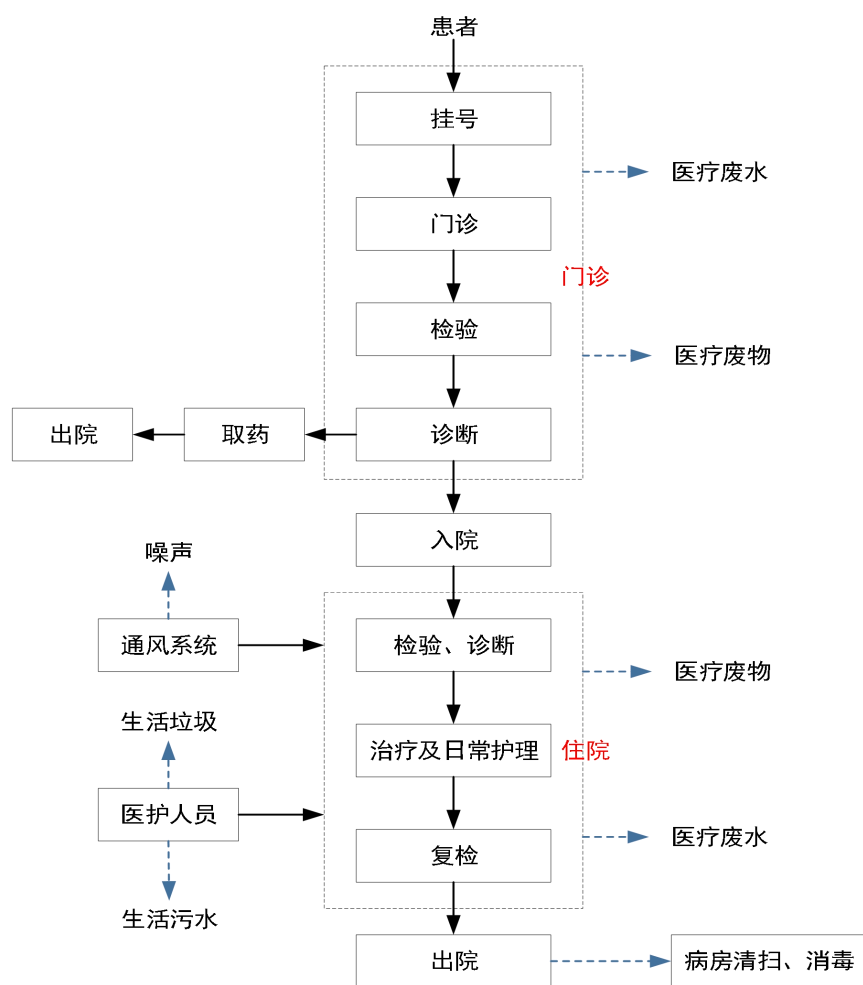 患者
挂号
医疗废水
门诊
门诊
检验
医疗废物
出院
取药
诊断
入院
噪声
通风系统
检验、诊断
医疗废物
生活垃圾
治疗及日常护理
住院
医护人员
医疗废水
复检
生活污水
出院
病房清扫、消毒